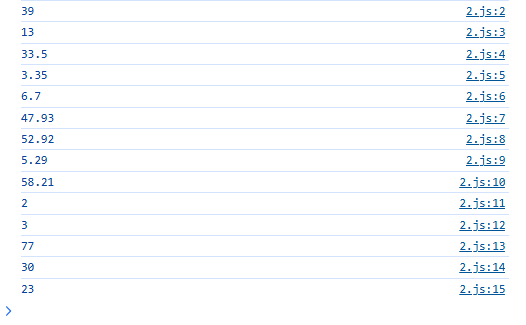 39 2.js:2
13 2.js:3
33.5 2.js:4
3.35 2.js:5
6.7 2.js:6
47.93 2.js:7
52.92 2.js:8
5.29 2.js:9
58.21 2.js:10
2 2.js:11
3 2.js:12
77 2.js:13
30 2.js:14
23 2.js:15